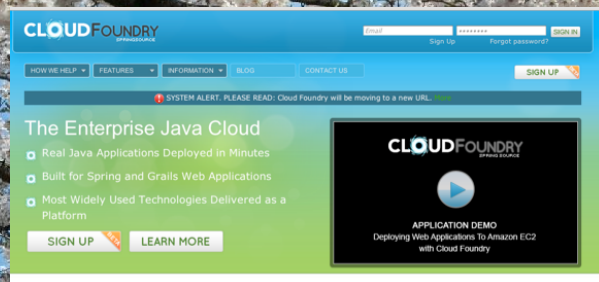 CLOUDFOUNDRY
SPRINGSOURCE
Email
SIGN IN
Sign Up
Forgot password?
HOW WE HELP
FEATURES
INFORMATION
BLOG
CONTACT US
SIGN UP
SYSTEM ALERT. PLEASE READ: Cloud Foundry will be moving to a new URL. More
The Enterprise Java Cloud
Real Java Applications Deployed in Minutes
Built for Spring and Grails Web Applications
Most Widely Used Technologies Delivered as a
Platform
SIGN UP
LEARN MORE
CLOUDFOUNDRY
SPRING SOURCE
APPLICATION DEMO
Deploying Web Applications To Amazon EC2
with Cloud Foundry